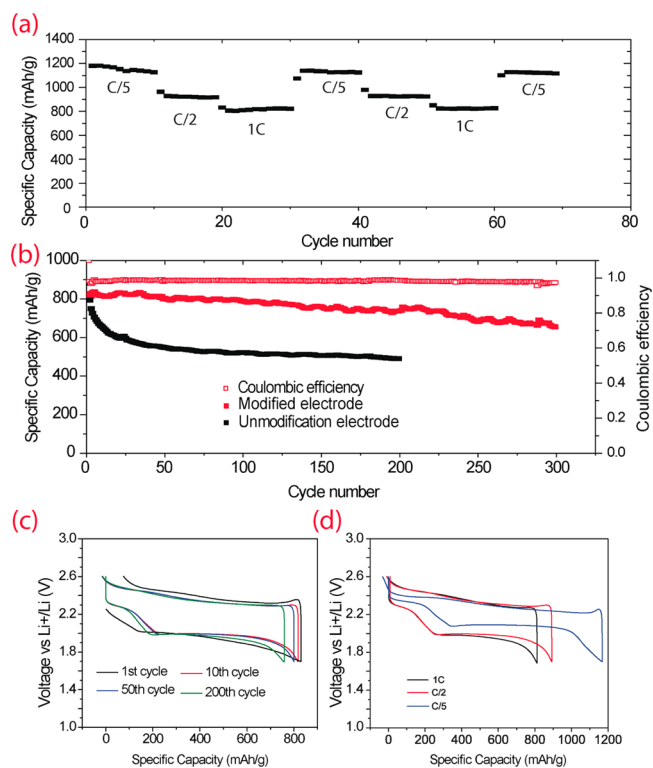 (a)
1400
1200
1000
800
600
400
200
0
Specific Capacity (mAh/g)
C/5
C/2
1C
C/5
C/2
1C
C/5
0
20
40
60
80
Cycle number
(b)
1000
800
600
400
200
0
Specific Capacity (mAh/g)
1.0
0.8
0.6
0.4
0.2
0.0
Coulombic effciency
Coulombic efficiency
Modified electrode
Unmodification electrode
0
50
100
150
200
250
300
Cycle number
(c)
3.0
2.6
2.2
1.8
1.4
1.0
Voltage vs Li+/Li (V)
1st cycle
10th cycle
50th cycle
200th cycle
0
200
400
600
800
Specific Capacity (mAh/g)
(d)
3.0
2.6
2.2
1.8
1.4
1.0
Voltage vs Li+/Li (V)
1C
C/2
C/5
0
200
400
600
800
1000
1200
Specific Capacity (mAh/g)